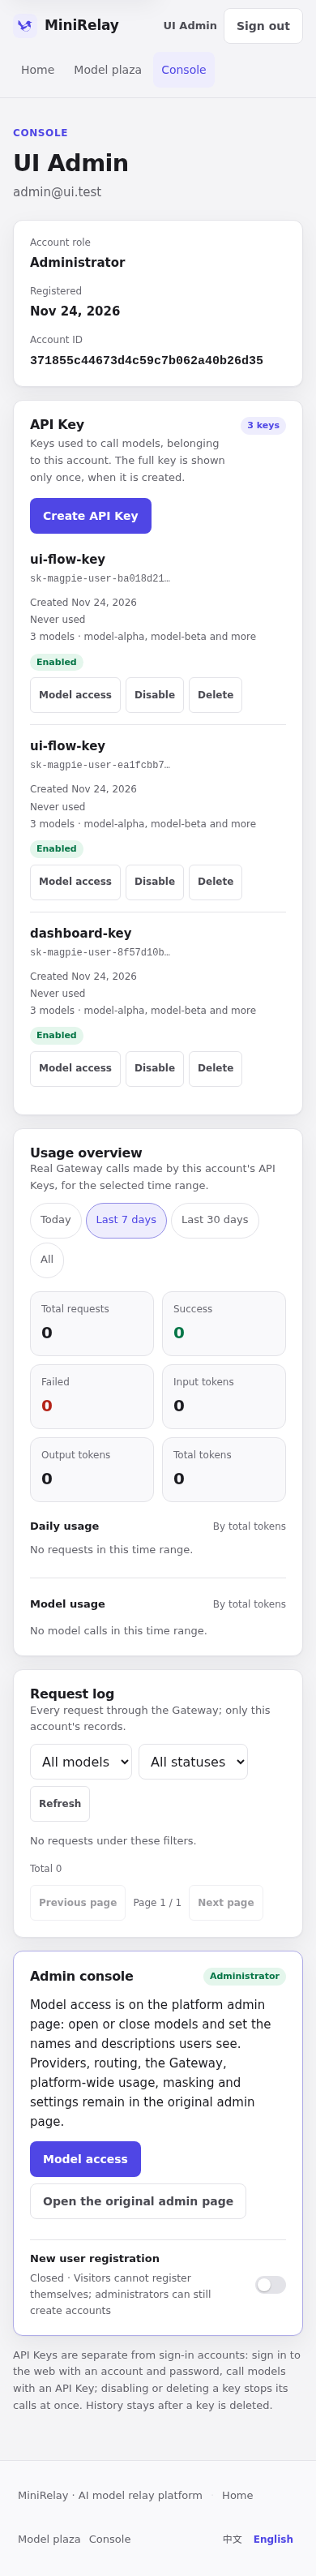 MiniRelay
UI Admin
Sign out
Home
Model plaza
Console
CONSOLE
UI Admin
admin@ui.test
Account role
Administrator
Registered
Nov 24, 2026
Account ID
371855c44673d4c59c7b062a40b26d35
API Key
3 keys
Keys used to call models, belonging
to this account. The full key is shown
only once, when it is created.
Create API Key
ui-flow-key
sk-magpie-user-ba018d21…
Created Nov 24, 2026
Never used
3 models · model-alpha, model-beta and more
Enabled
Model access
Disable
Delete
ui-flow-key
sk-magpie-user-ea1fcbb7…
Created Nov 24, 2026
Never used
3 models · model-alpha, model-beta and more
Enabled
Model access
Disable
Delete
dashboard-key
sk-magpie-user-8f57d10b…
Created Nov 24, 2026
Never used
3 models · model-alpha, model-beta and more
Enabled
Model access
Disable
Delete
Usage overview
Real Gateway calls made by this account's API
Keys, for the selected time range.
Today
Last 7 days
Last 30 days
All
Total requests
0
Success
0
Failed
0
Input tokens
0
Output tokens
0
Total tokens
0
Daily usage
By total tokens
No requests in this time range.
Model usage
By total tokens
No model calls in this time range.
Request log
Every request through the Gateway; only this
account's records.
All models
All statuses
Refresh
No requests under these filters.
Total 0
Previous page
Page 1 / 1
Next page
Admin console
Administrator
Model access is on the platform admin
page: open or close models and set the
names and descriptions users see.
Providers, routing, the Gateway,
platform-wide usage, masking and
settings remain in the original admin
page.
Model access
Open the original admin page
New user registration
Closed · Visitors cannot register
themselves; administrators can still
create accounts
API Keys are separate from sign-in accounts: sign in to
the web with an account and password, call models
with an API Key; disabling or deleting a key stops its
calls at once. History stays after a key is deleted.
MiniRelay · AI model relay platform
Home
Model plaza
Console
中文
English